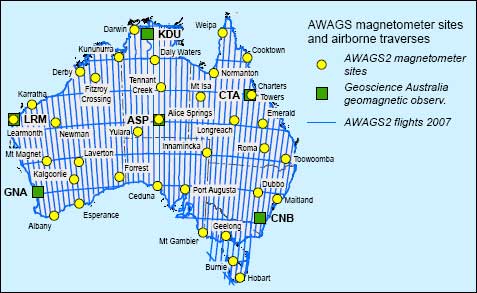 AWAGS magnetometer sites
and airborne traverses
AWAGS2 magnetometer
sites
Geoscience Australia
geomagnetic observ.
AWAGS2 flights 2007
Darwin
KDU
Weipa
Kununurra
Daly Waters
Cooktown
Derby
Normanton
Fitzroy
Crossing
Tennant
Creek
Mt Isa
CTA
Charters
Towers
Karratha
LRM
Learmonth
Newman
ASP
Alice Springs
Emerald
Yulara
Longreach
Mt Magnet
Laverton
Innamincka
Roma
Toowoomba
Kalgoorlie
Forrest
GNA
Ceduna
Port Augusta
Dubbo
Maitland
Albany
Esperance
CNB
Mt Gambier
Geelong
Burnie
Hobart